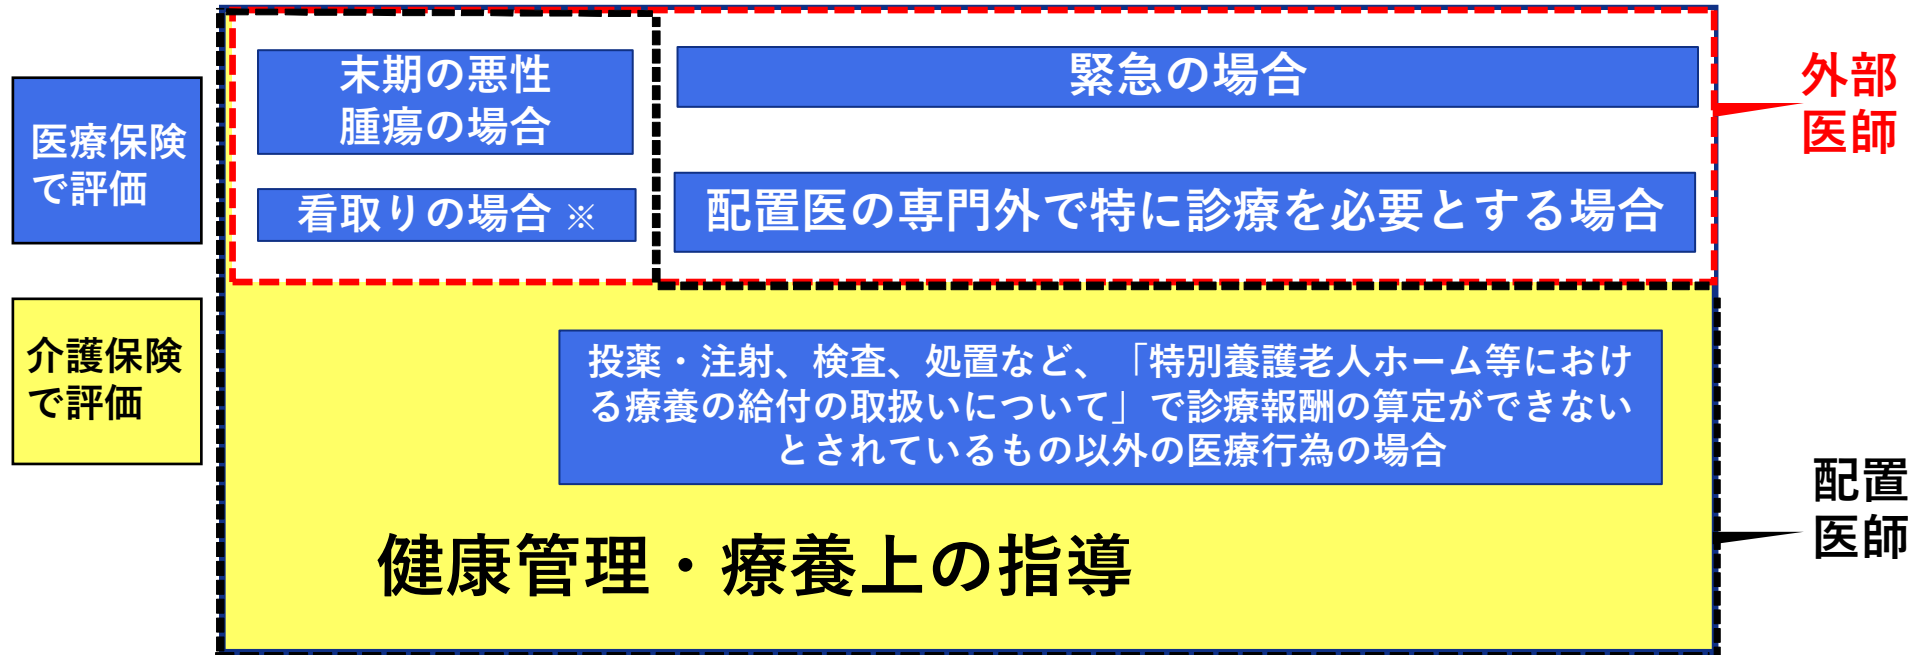 医療保険
で評価
介護保険
で評価
末期の悪性
腫瘍の場合
看取りの場合 ※
緊急の場合
配置医の専門外で特に診療を必要とする場合
外部
医師
投薬・注射、検査、処置など、「特別養護老人ホーム等におけ
る療養の給付の取扱いについて」で診療報酬の算定ができない
とされているもの以外の医療行為の場合
健康管理・療養上の指導
配置
医師